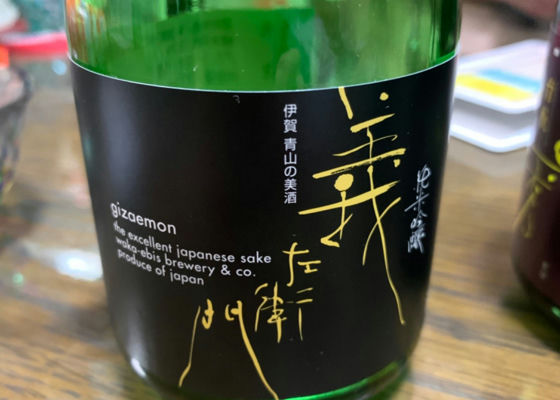 伊賀 青山の美酒
義
左衛門
純米吟醸
gizaemon
the excellent japanese sake
waka-ebis brewery & co.
produce of japan